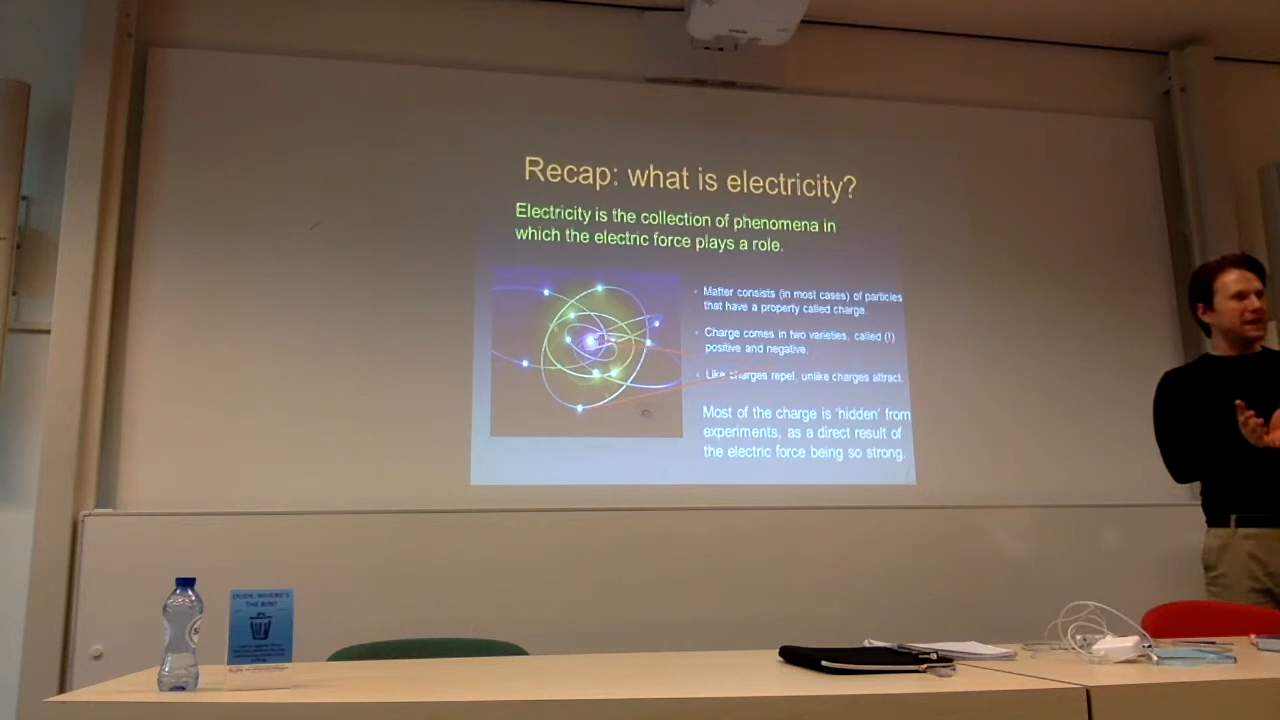 Recap: what is electricity?
Electricity is the collection of phenomena in
which the electric force plays a role.
Matter consists (in most cases) of particles
that have a property called charge.
Charge comes in two varieties, called (!)
positive and negative.
Like charges repel, unlike charges attract.
Most of the charge is 'hidden' from
experiments, as a direct result of
the electric force being so strong.
DUDE, WHERE'S
THE BIN?